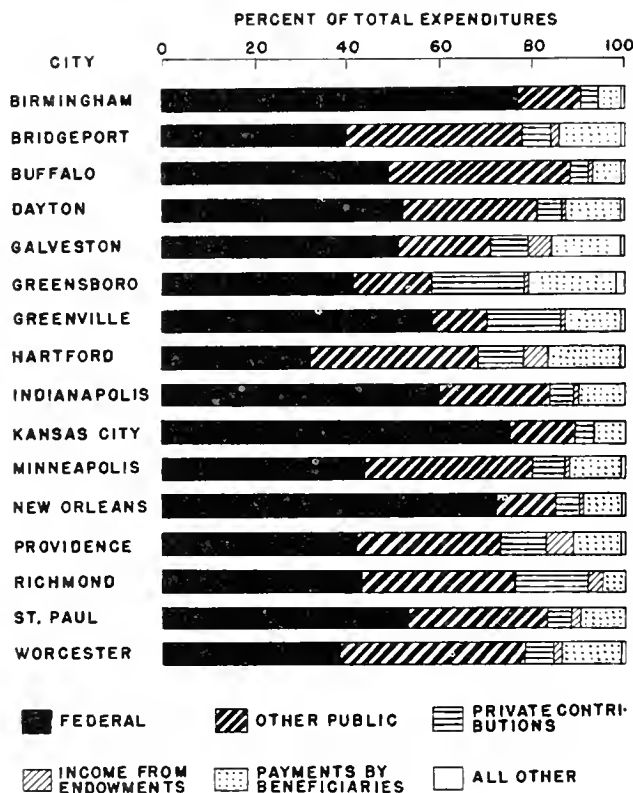 PERCENT OF TOTAL EXPENDITURES
0 20 40 60 80 100
CITY
BIRMINGHAM
BRIDGEPORT
BUFFALO
DAYTON
GALVESTON
GREENSBORO
GREENVILLE
HARTFORD
INDIANAPOLIS
KANSAS CITY
MINNEAPOLIS
NEW ORLEANS
PROVIDENCE
RICHMOND
ST. PAUL
WORCESTER
FEDERAL
OTHER PUBLIC
PRIVATE CONTRI-
BUTIONS
INCOME FROM
ENDOWMENTS
PAYMENTS BY
BENEFICIARIES
ALL OTHER